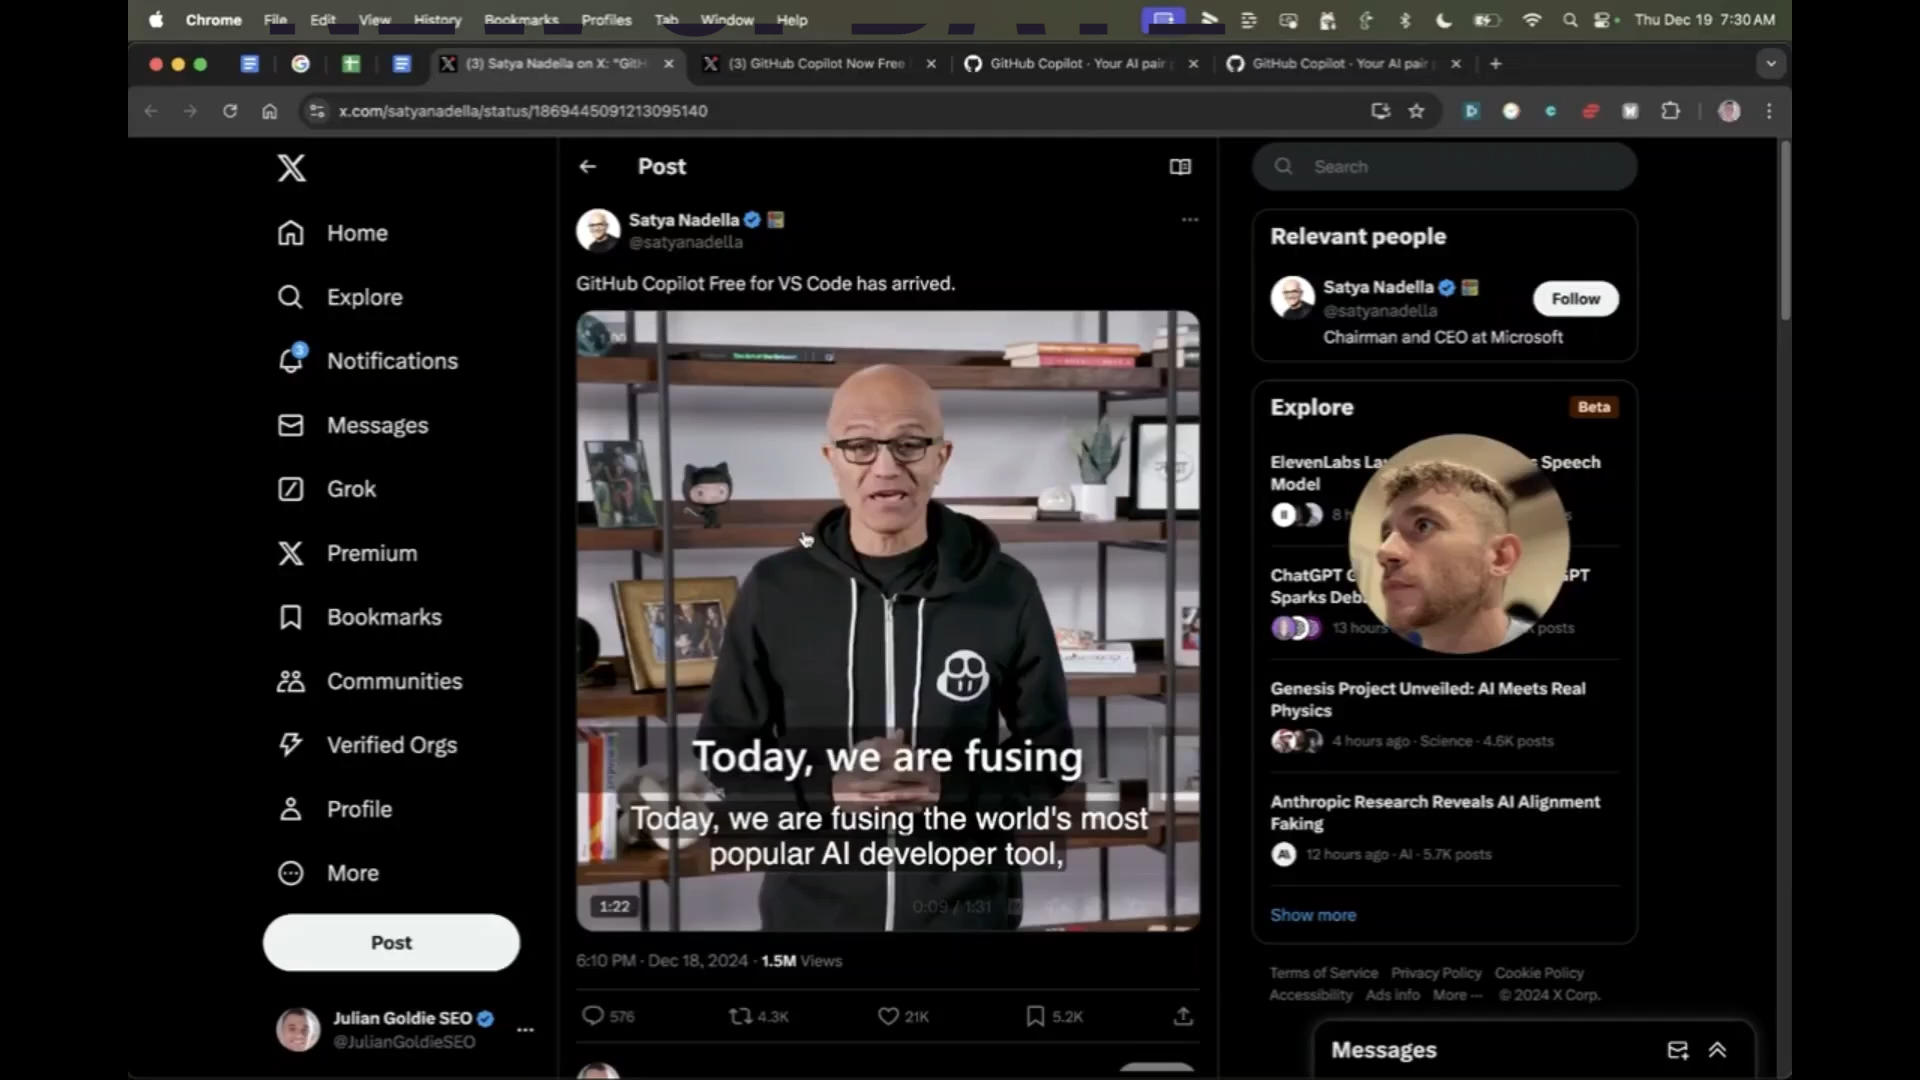 Chrome File Edit View History Bookmarks Profiles Tab Window Help Thu Dec 19 7:30 AM
(3) Satya Nadella on X: "GitH
(3) GitHub Copilot Now Free
GitHub Copilot · Your AI pair
GitHub Copilot · Your AI pair
x.com/satyanadella/status/1869445091213095140
Home
Explore
3
Notifications
Messages
Grok
Premium
Bookmarks
Communities
Verified Orgs
Profile
More
Post
Julian Goldie SEO
@JulianGoldieSEO
Post
Satya Nadella
@satyanadella
GitHub Copilot Free for VS Code has arrived.
Today, we are fusing
Today, we are fusing the world's most
popular AI developer tool,
1:22
0:09 / 1:31
6:10 PM · Dec 18, 2024 · 1.5M Views
576 4.3K 21K 5.2K
Search
Relevant people
Satya Nadella
@satyanadella
Follow
Chairman and CEO at Microsoft
Explore
Beta
ElevenLabs Speech
Model
ChatGPT
Sparks
13 hours posts
Genesis Project Unveiled: AI Meets Real
Physics
4 hours ago · Science · 4.6K posts
Anthropic Research Reveals AI Alignment
Faking
12 hours ago · AI · 5.7K posts
Show more
Terms of Service Privacy Policy Cookie Policy
Accessibility Ads info More ··· © 2024 X Corp.
Messages